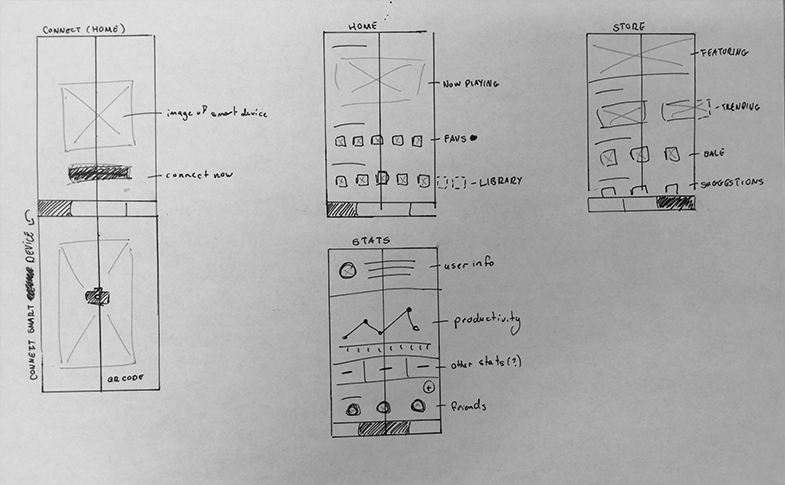 CONNECT (HOME)
image of smart device
connect now
CONNECT SMART DEVICE
QR CODE
HOME
NOW PLAYING
FAVS
LIBRARY
STATS
user info
productivity
other stats (?)
friends
STORE
FEATURING
TRENDING
SALE
SUGGESTIONS